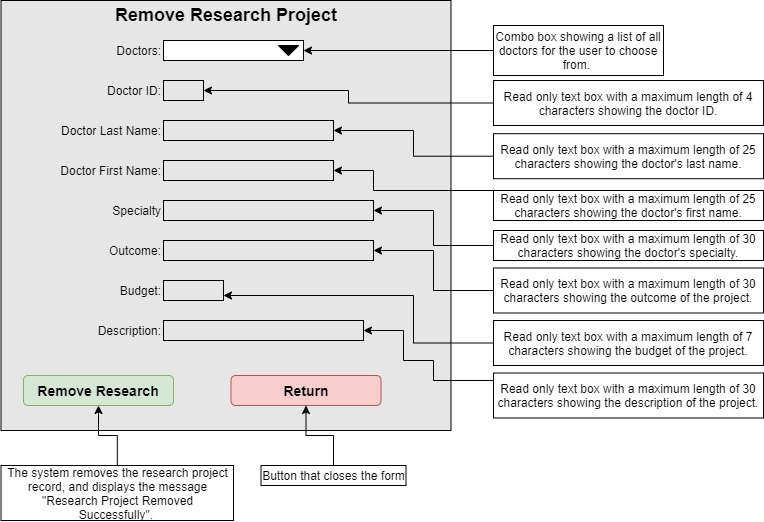 Remove Research Project
Doctors:
Doctor ID:
Doctor Last Name:
Doctor First Name:
Specialty
Outcome:
Budget:
Description:
Remove Research
Return
Combo box showing a list of all
doctors for the user to choose
from.
Read only text box with a maximum length of 4
characters showing the doctor ID.
Read only text box with a maximum length of 25
characters showing the doctor's last name.
Read only text box with a maximum length of 25
characters showing the doctor's first name.
Read only text box with a maximum length of 30
characters showing the doctor's specialty.
Read only text box with a maximum length of 30
characters showing the outcome of the project.
Read only text box with a maximum length of 7
characters showing the budget of the project.
Read only text box with a maximum length of 30
characters showing the description of the project.
The system removes the research project
record, and displays the message
"Research Project Removed
Successfully".
Button that closes the form